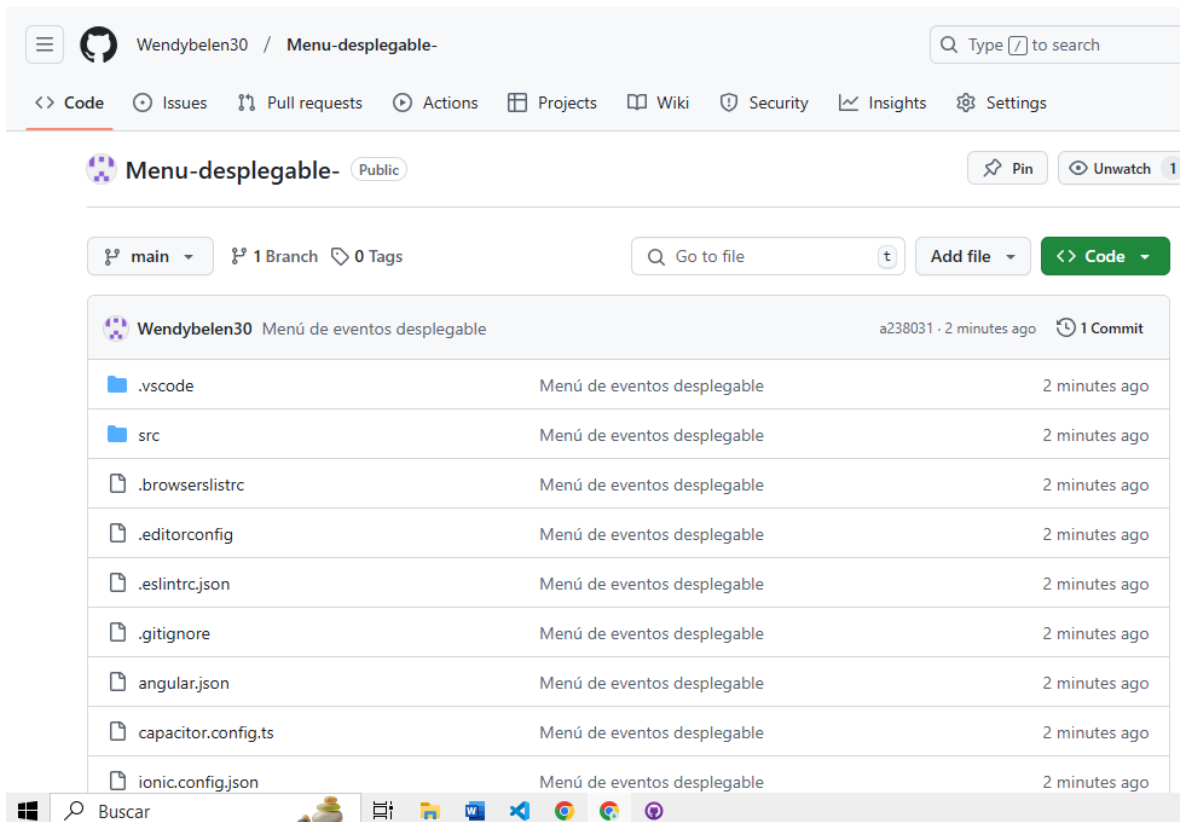 Wendybelen30 / Menu-desplegable- Type / to search
Code Issues Pull requests Actions Projects Wiki Security Insights Settings
Menu-desplegable- Public Pin Unwatch 1
main 1 Branch 0 Tags Go to file t Add file Code
Wendybelen30 Menú de eventos desplegable a238031 · 2 minutes ago 1 Commit
.vscode Menú de eventos desplegable 2 minutes ago
src Menú de eventos desplegable 2 minutes ago
.browserslistrc Menú de eventos desplegable 2 minutes ago
.editorconfig Menú de eventos desplegable 2 minutes ago
.eslintrc.json Menú de eventos desplegable 2 minutes ago
.gitignore Menú de eventos desplegable 2 minutes ago
angular.json Menú de eventos desplegable 2 minutes ago
capacitor.config.ts Menú de eventos desplegable 2 minutes ago
ionic.config.json Menú de eventos desplegable 2 minutes ago
Buscar